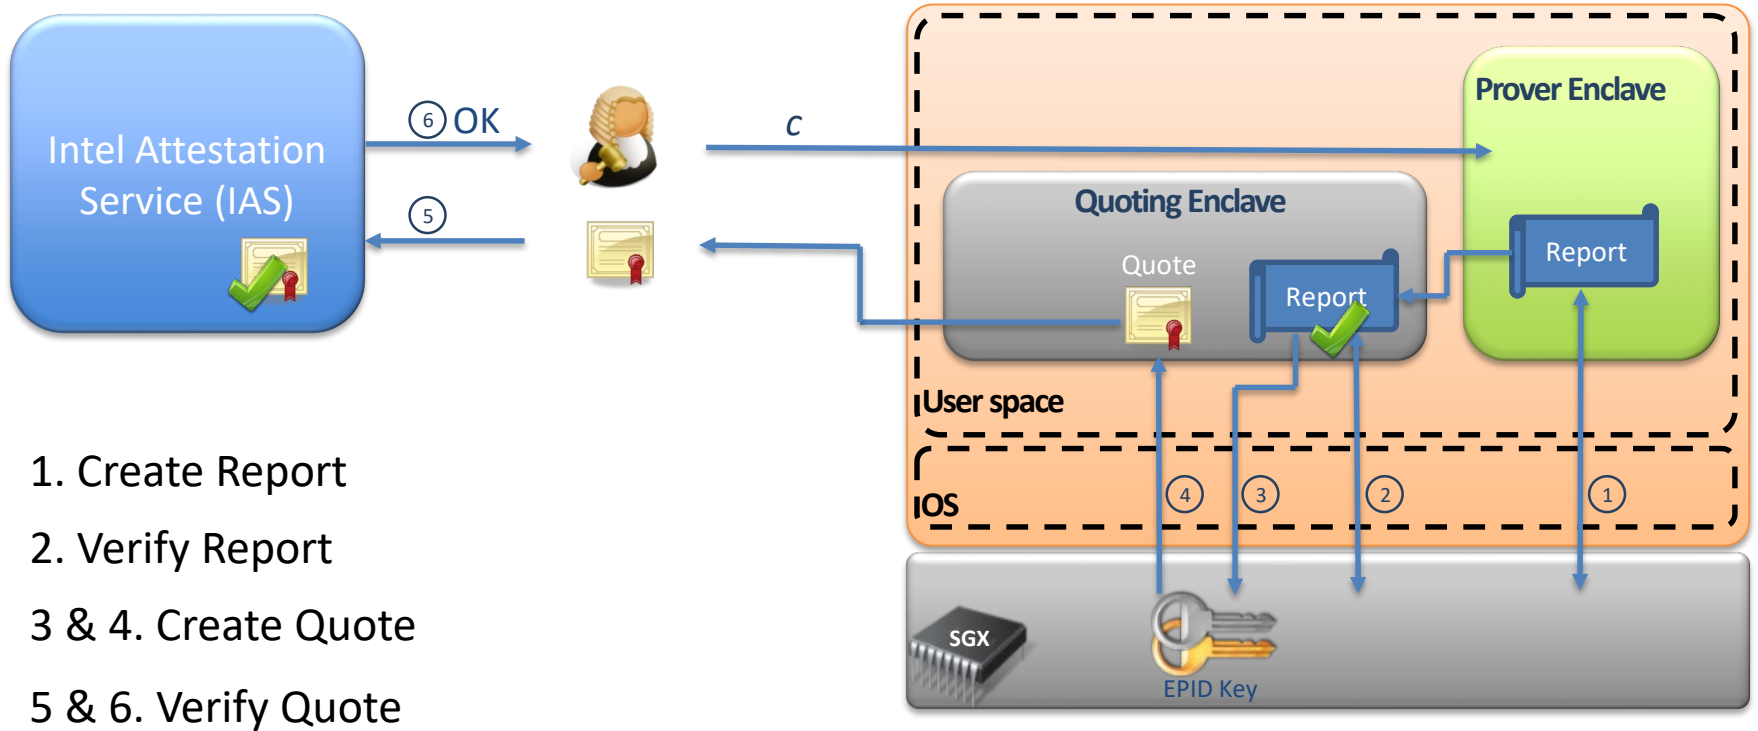 Intel Attestation
Service (IAS)
6 OK
5
c
Prover Enclave
Quoting Enclave
Quote
Report
Report
User space
OS
4
3
2
1
SGX
EPID Key
1. Create Report
2. Verify Report
3 & 4. Create Quote
5 & 6. Verify Quote